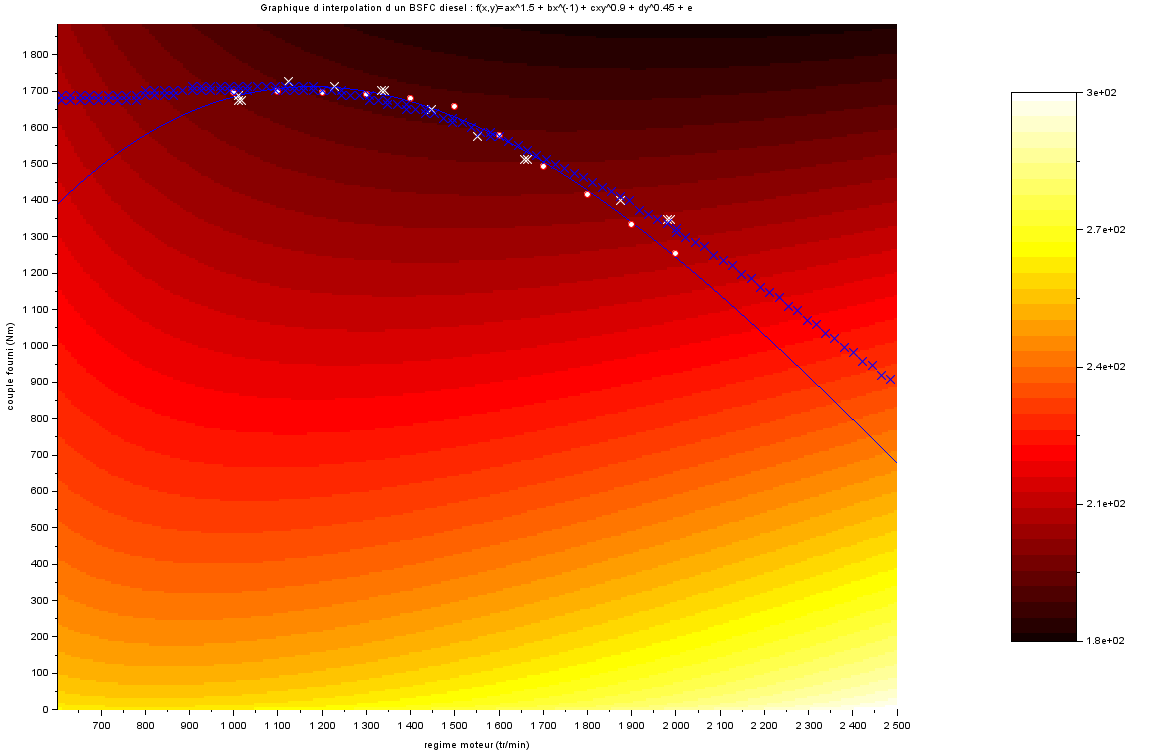 Graphique d interpolation d un BSFC diesel : f(x,y)=ax^1.5 + bx^(-1) + cxy^0.9 + dy^0.45 + e
1 800
1 700
1 600
1 500
1 400
1 300
1 200
1 100
1 000
900
800
700
600
500
400
300
200
100
0
couple fourni (Nm)
700 800 900 1 000 1 100 1 200 1 300 1 400 1 500 1 600 1 700 1 800 1 900 2 000 2 100 2 200 2 300 2 400 2 500
regime moteur (tr/min)
3e+02
2.7e+02
2.4e+02
2.1e+02
1.8e+02